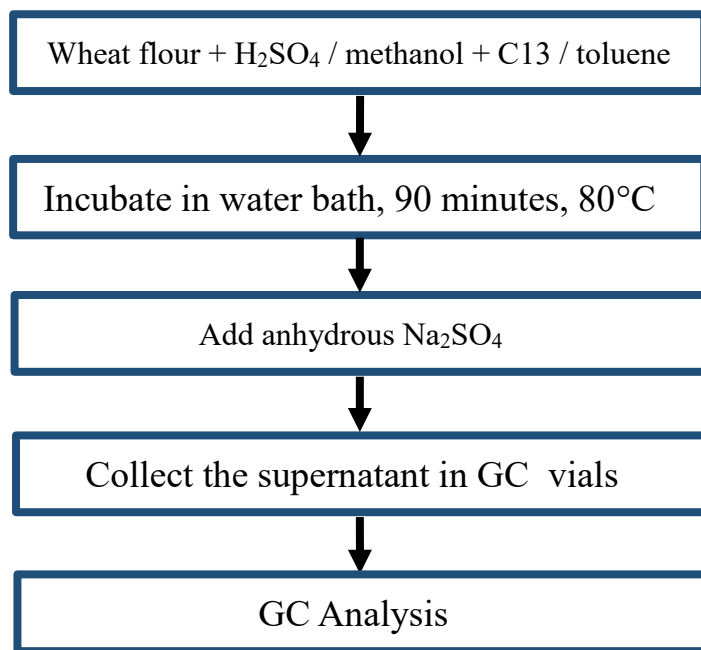 Wheat flour + H₂SO₄ / methanol + C13 / toluene
Incubate in water bath, 90 minutes, 80°C
Add anhydrous Na₂SO₄
Collect the supernatant in GC vials
GC Analysis